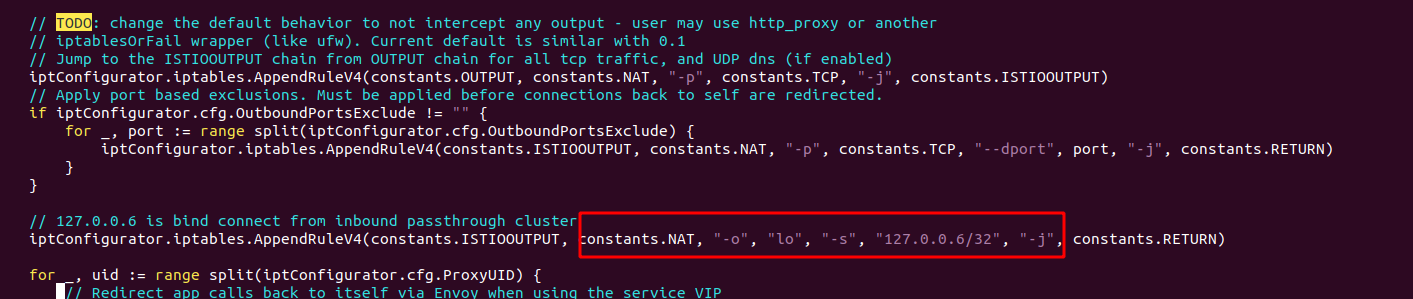 // TODO: change the default behavior to not intercept any output - user may use http_proxy or another
// iptablesOrFail wrapper (like ufw). Current default is similar with 0.1
// Jump to the ISTIOOUTPUT chain from OUTPUT chain for all tcp traffic, and UDP dns (if enabled)
iptConfigurator.iptables.AppendRuleV4(constants.OUTPUT, constants.NAT, "-p", constants.TCP, "-j", constants.ISTIOOUTPUT)
// Apply port based exclusions. Must be applied before connections back to self are redirected.
if iptConfigurator.cfg.OutboundPortsExclude != "" {
for _, port := range split(iptConfigurator.cfg.OutboundPortsExclude) {
iptConfigurator.iptables.AppendRuleV4(constants.ISTIOOUTPUT, constants.NAT, "-p", constants.TCP, "--dport", port, "-j", constants.RETURN)
}
}
// 127.0.0.6 is bind connect from inbound passthrough cluster
iptConfigurator.iptables.AppendRuleV4(constants.ISTIOOUTPUT, constants.NAT, "-o", "lo", "-s", "127.0.0.6/32", "-j", constants.RETURN)
for _, uid := range split(iptConfigurator.cfg.ProxyUID) {
// Redirect app calls back to itself via Envoy when using the service VIP